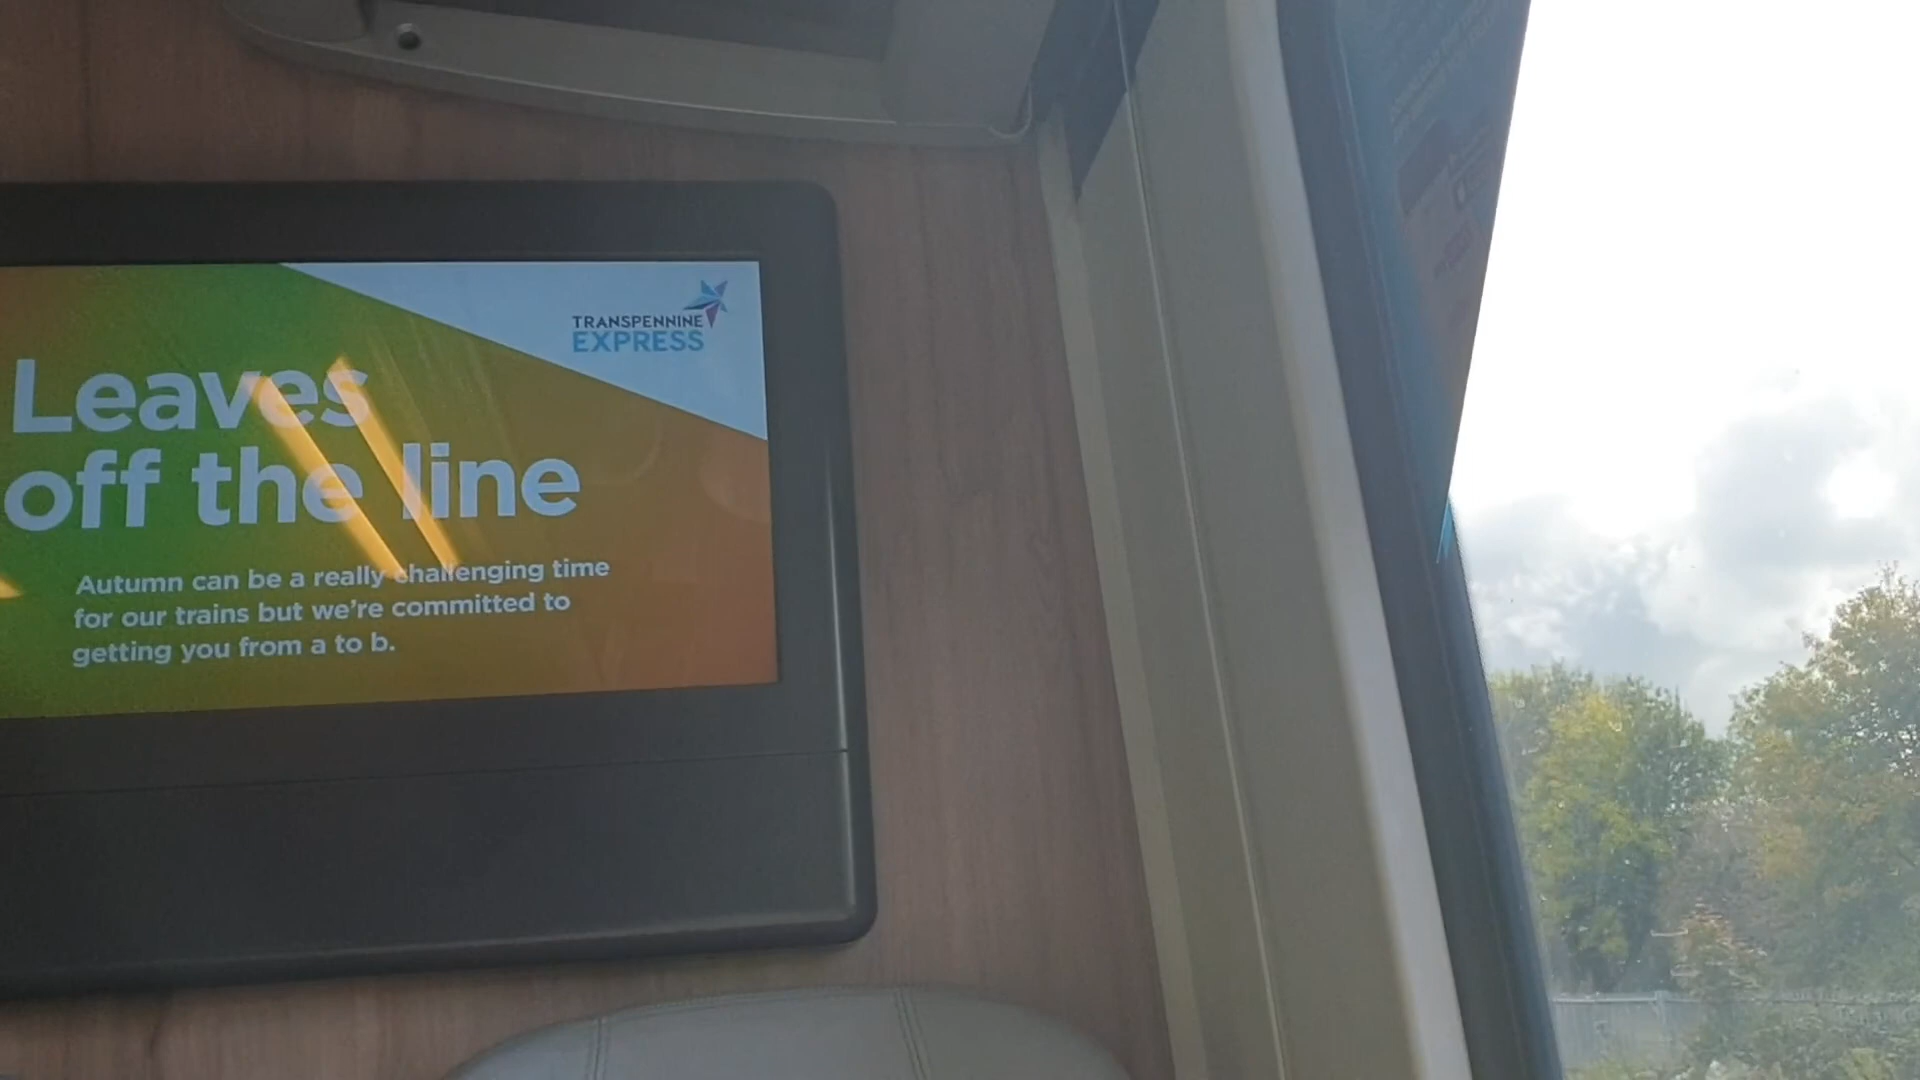 TRANSPENNINE
EXPRESS
Leaves
off the line
Autumn can be a really challenging time
for our trains but we're committed to
getting you from a to b.